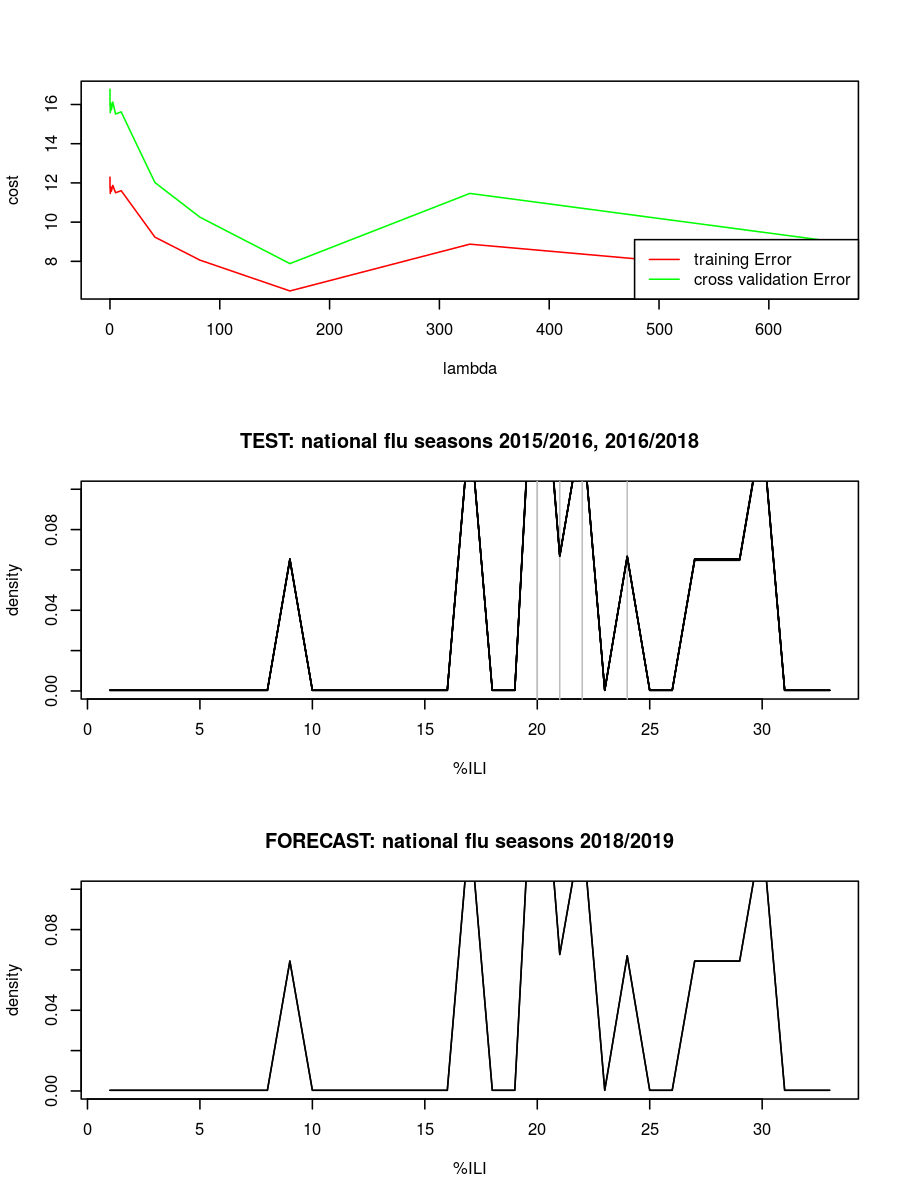 cost
16
14
12
10
8
training Error
cross validation Error
0 100 200 300 400 500 600
lambda
TEST: national flu seasons 2015/2016, 2016/2018
density
0.08
0.04
0.00
0 5 10 15 20 25 30
%ILI
FORECAST: national flu seasons 2018/2019
density
0.08
0.04
0.00
0 5 10 15 20 25 30
%ILI